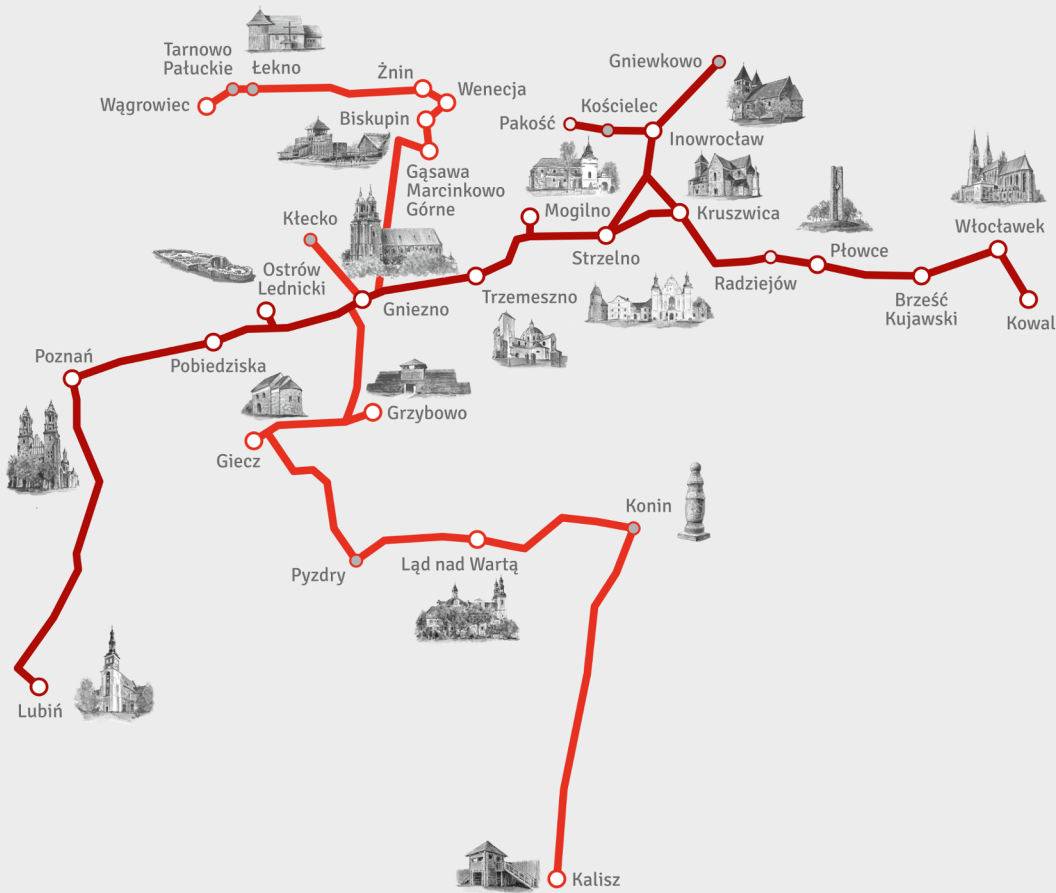 Tarnowo
Pałuckie
Łekno
Wągrowiec
Żnin
Wenecja
Biskupin
Gąsawa
Marcinkowo
Górne
Gniewkowo
Kościelec
Pakość
Inowrocław
Kłecko
Mogilno
Kruszwica
Strzelno
Płowce
Włocławek
Radziejów
Brześć
Kujawski
Kowal
Ostrów
Lednicki
Gniezno
Trzemeszno
Poznań
Pobiedziska
Grzybowo
Giecz
Konin
Pyzdry
Ląd nad Wartą
Lubiń
Kalisz